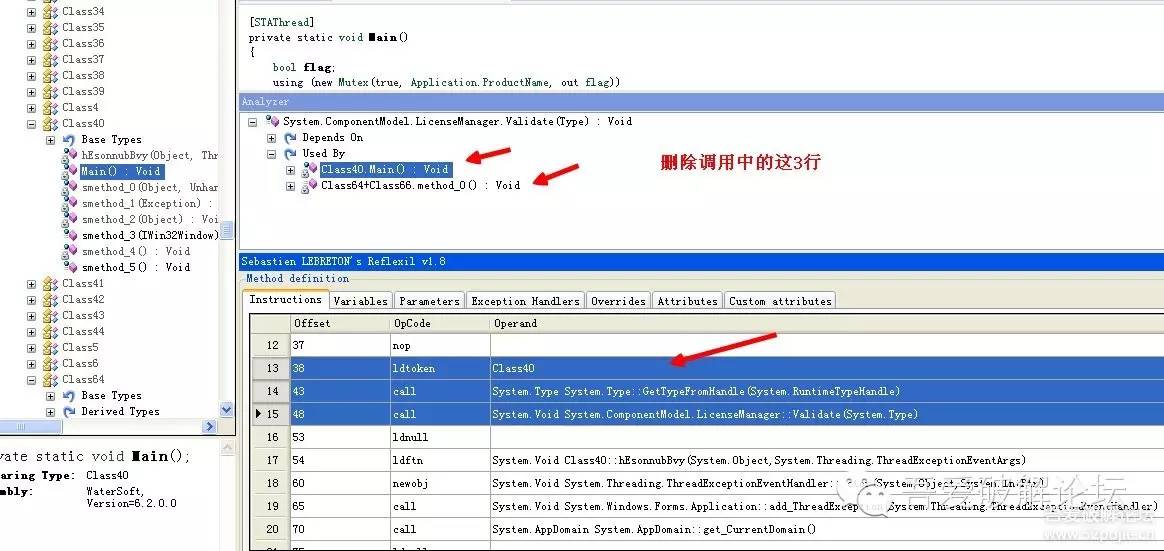 Class34
Class35
Class36
Class37
Class38
Class39
Class4
Class40
Base Types
hEsonnubBvy(Object, Thr
Main() : Void
smethod_0(Object, Unhan
smethod_1(Exception) :
smethod_2(Object) : Voi
smethod_3(IWin32Window)
smethod_4() : Void
smethod_5() : Void
Class41
Class42
Class43
Class44
Class5
Class6
Class64
Base Types
Derived Types
vate static void Main();
aring Type: Class40
mbly: WaterSoft,
Version=6.2.0.0
[STAThread]
private static void Main()
{
bool flag;
using (new Mutex(true, Application.ProductName, out flag))
Analyzer
System.ComponentModel.LicenseManager.Validate(Type) : Void
Depends On
Used By
Class40.Main() : Void
Class64+Class66.method_0() : Void
删除调用中的这3行
Sebastien LEBRETON's Reflexil v1.8
Method definition
Instructions Variables Parameters Exception Handlers Overrides Attributes Custom attributes
Offset OpCode Operand
12 37 nop
13 38 ldtoken Class40
14 43 call System.Type System.Type::GetTypeFromHandle(System.RuntimeTypeHandle)
15 48 call System.Void System.ComponentModel.LicenseManager::Validate(System.Type)
16 53 ldnull
17 54 ldftn System.Void Class40::hEsonnubBvy(System.Object,System.Threading.ThreadExceptionEventArgs)
18 60 newobj System.Void System.Threading.ThreadExceptionEventHandler::
19 65 call System.Void System.Windows.Forms.Application::add_ThreadException(System.Threading.ThreadExceptionEventHandler)
20 70 call System.AppDomain System.AppDomain::get_CurrentDomain()
吾爱破解论坛
吾爱破解论坛
www.52pojie.cn